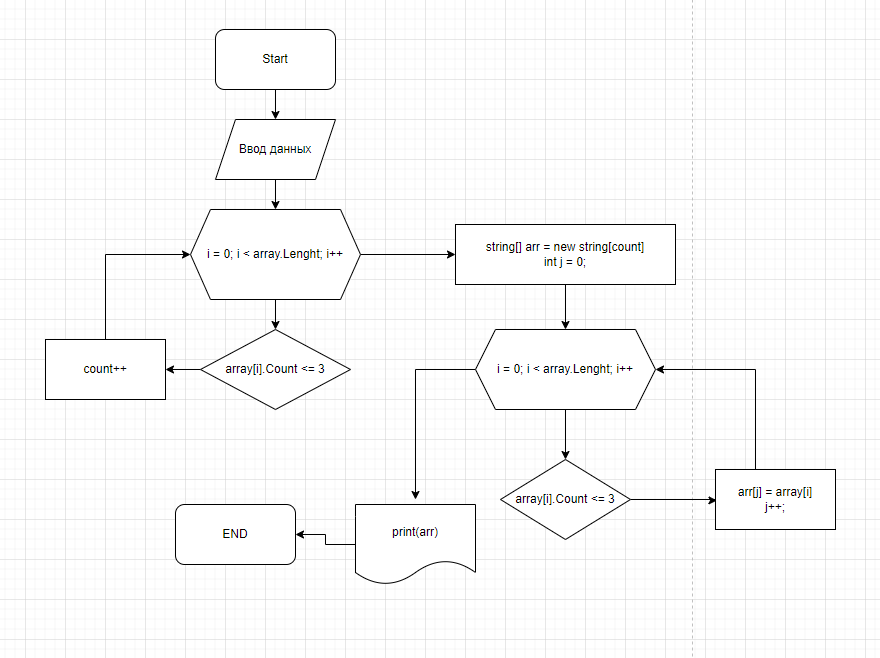 Start
Ввод данных
i = 0; i < array.Lenght; i++
array[i].Count <= 3
count++
string[] arr = new string[count]
int j = 0;
i = 0; i < array.Lenght; i++
array[i].Count <= 3
arr[j] = array[i]
j++;
print(arr)
END